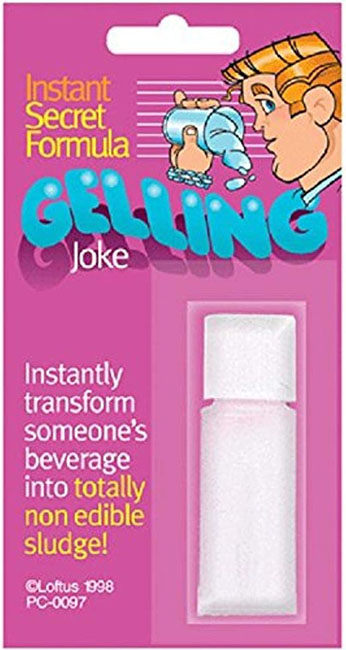 Instant
Secret
Formula
GELLING
Joke
Instantly
transform
someone's
beverage
into totally
non edible
sludge!
©Loftus 1998
PC-0097